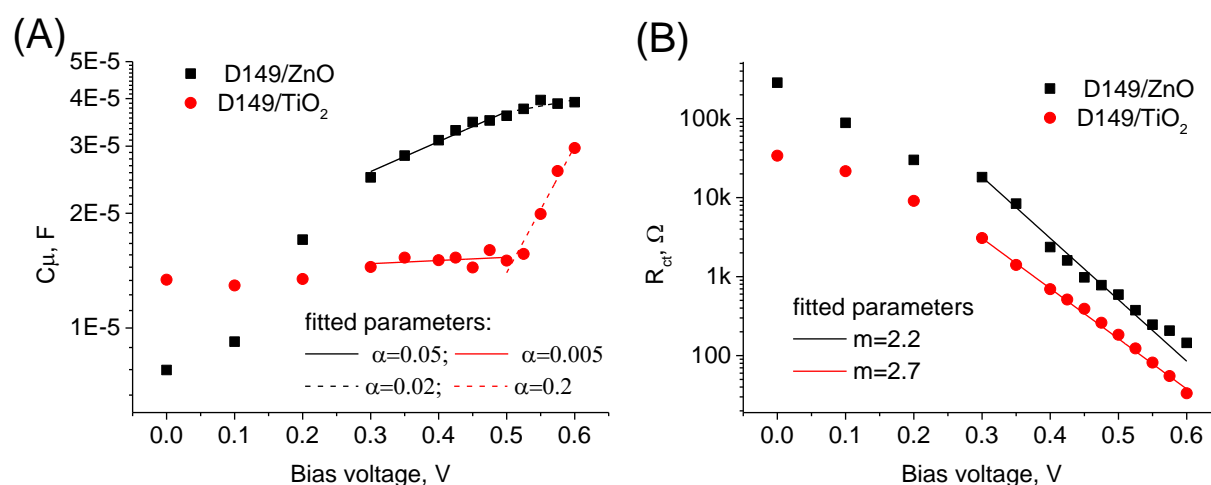 (A)
5E-5
4E-5
3E-5
2E-5
1E-5
Cμ, F
D149/ZnO
D149/TiO₂
fitted parameters:
α=0.05; α=0.005
α=0.02; α=0.2
0.0 0.1 0.2 0.3 0.4 0.5 0.6
Bias voltage, V
(B)
100k
10k
1k
100
R_ct, Ω
D149/ZnO
D149/TiO₂
fitted parameters
m=2.2
m=2.7
0.0 0.1 0.2 0.3 0.4 0.5 0.6
Bias voltage, V